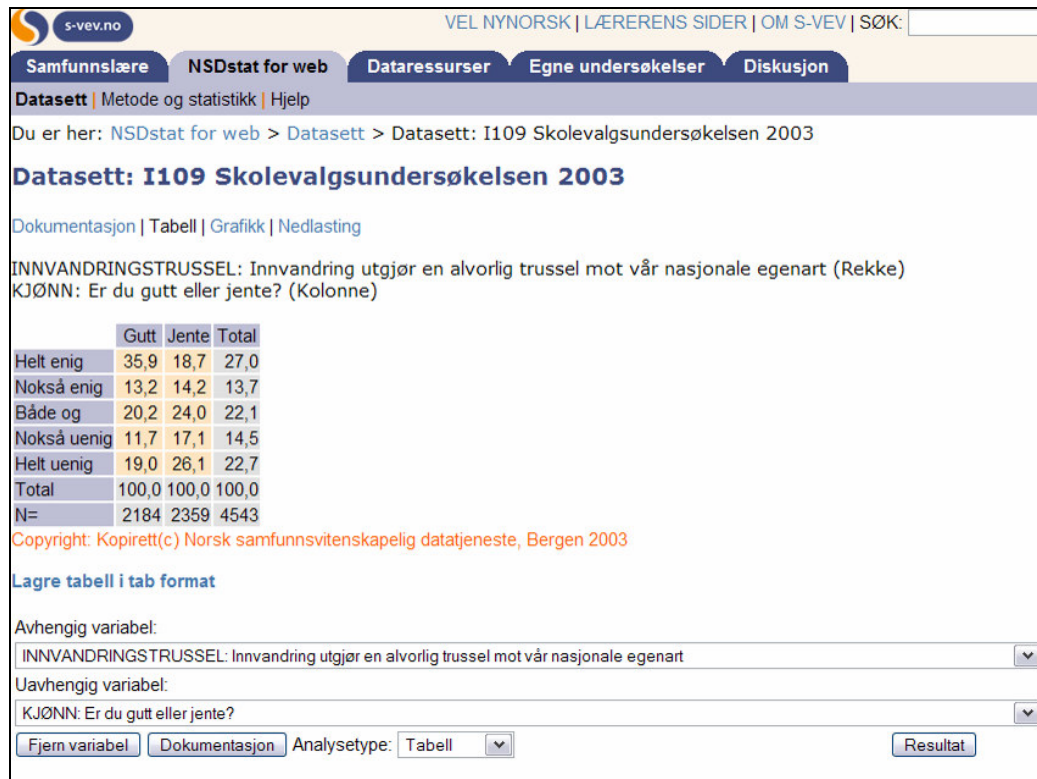 s-vev.no
VEL NYNORSK | LÆRERENS SIDER | OM S-VEV | SØK:
Samfunnslære NSDstat for web Dataressurser Egne undersøkelser Diskusjon
Datasett | Metode og statistikk | Hjelp
Du er her: NSDstat for web > Datasett > Datasett: I109 Skolevalgsundersøkelsen 2003
Datasett: I109 Skolevalgsundersøkelsen 2003
Dokumentasjon | Tabell | Grafikk | Nedlasting
INNVANDRINGSTRUSSEL: Innvandring utgjør en alvorlig trussel mot vår nasjonale egenart (Rekke)
KJØNN: Er du gutt eller jente? (Kolonne)
Gutt Jente Total
Helt enig 35,9 18,7 27,0
Nokså enig 13,2 14,2 13,7
Både og 20,2 24,0 22,1
Nokså uenig 11,7 17,1 14,5
Helt uenig 19,0 26,1 22,7
Total 100,0 100,0 100,0
N= 2184 2359 4543
Copyright: Kopirett(c) Norsk samfunnsvitenskapelig datatjeneste, Bergen 2003
Lagre tabell i tab format
Avhengig variabel:
INNVANDRINGSTRUSSEL: Innvandring utgjør en alvorlig trussel mot vår nasjonale egenart
Uavhengig variabel:
KJØNN: Er du gutt eller jente?
Fjern variabel Dokumentasjon Analysetype: Tabell Resultat